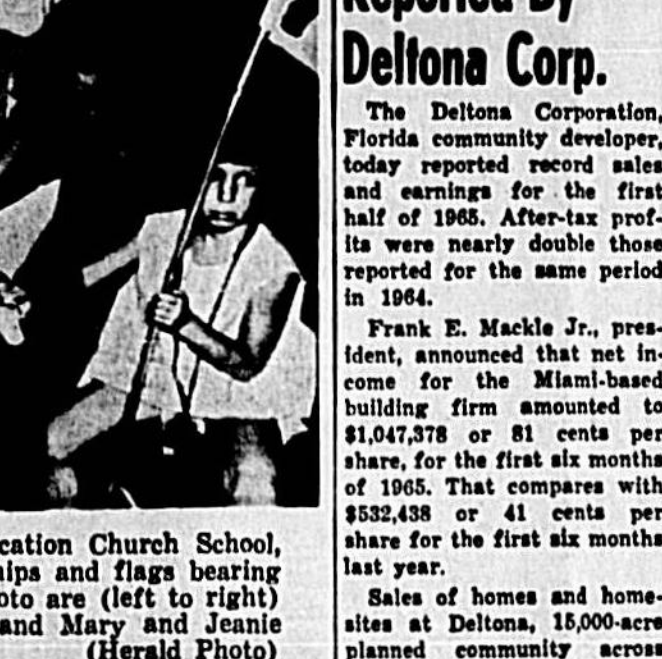 Reported By
Deltona Corp.
The Deltona Corporation,
Florida community developer,
today reported record sales
and earnings for the first
half of 1965. After-tax prof-
its were nearly double those
reported for the same period
in 1964.
Frank E. Mackle Jr., pres-
ident, announced that net in-
come for the Miami-based
building firm amounted to
$1,047,378 or 81 cents per
share, for the first six months
of 1965. That compares with
$532,438 or 41 cents per
share for the first six months
last year.
Sales of homes and home-
sites at Deltona, 15,000-acre
planned community across
cation Church School,
hips and flags bearing
oto are (left to right)
and Mary and Jeanie
(Herald Photo)